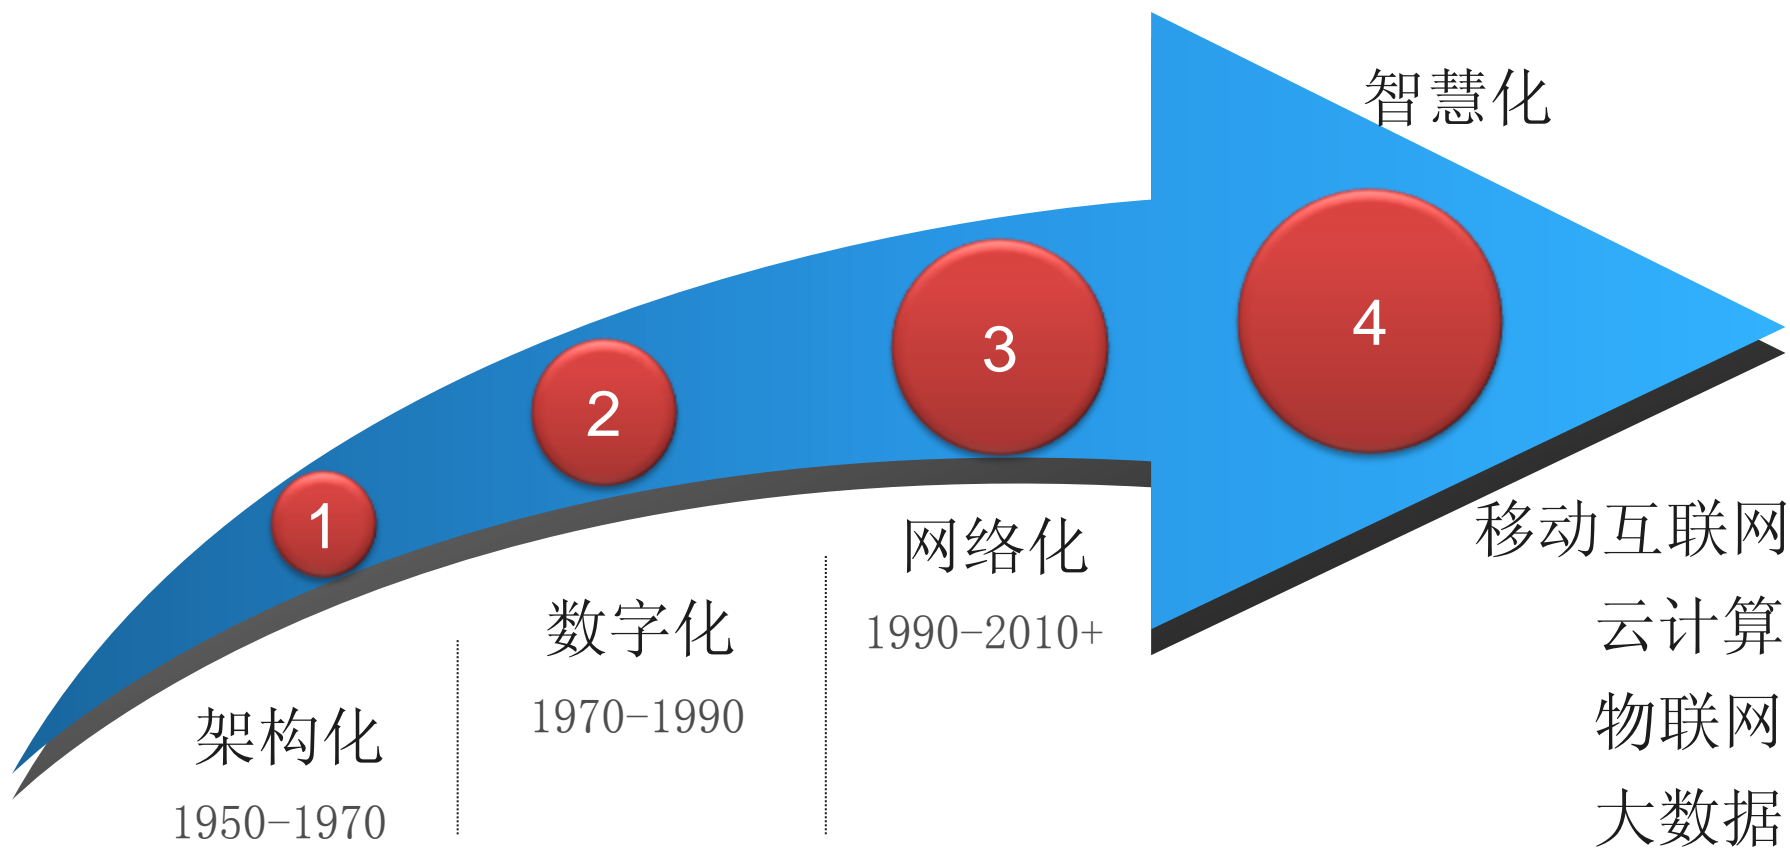 1
架构化
1950-1970
2
数字化
1970-1990
3
网络化
1990-2010+
4
智慧化
移动互联网
云计算
物联网
大数据